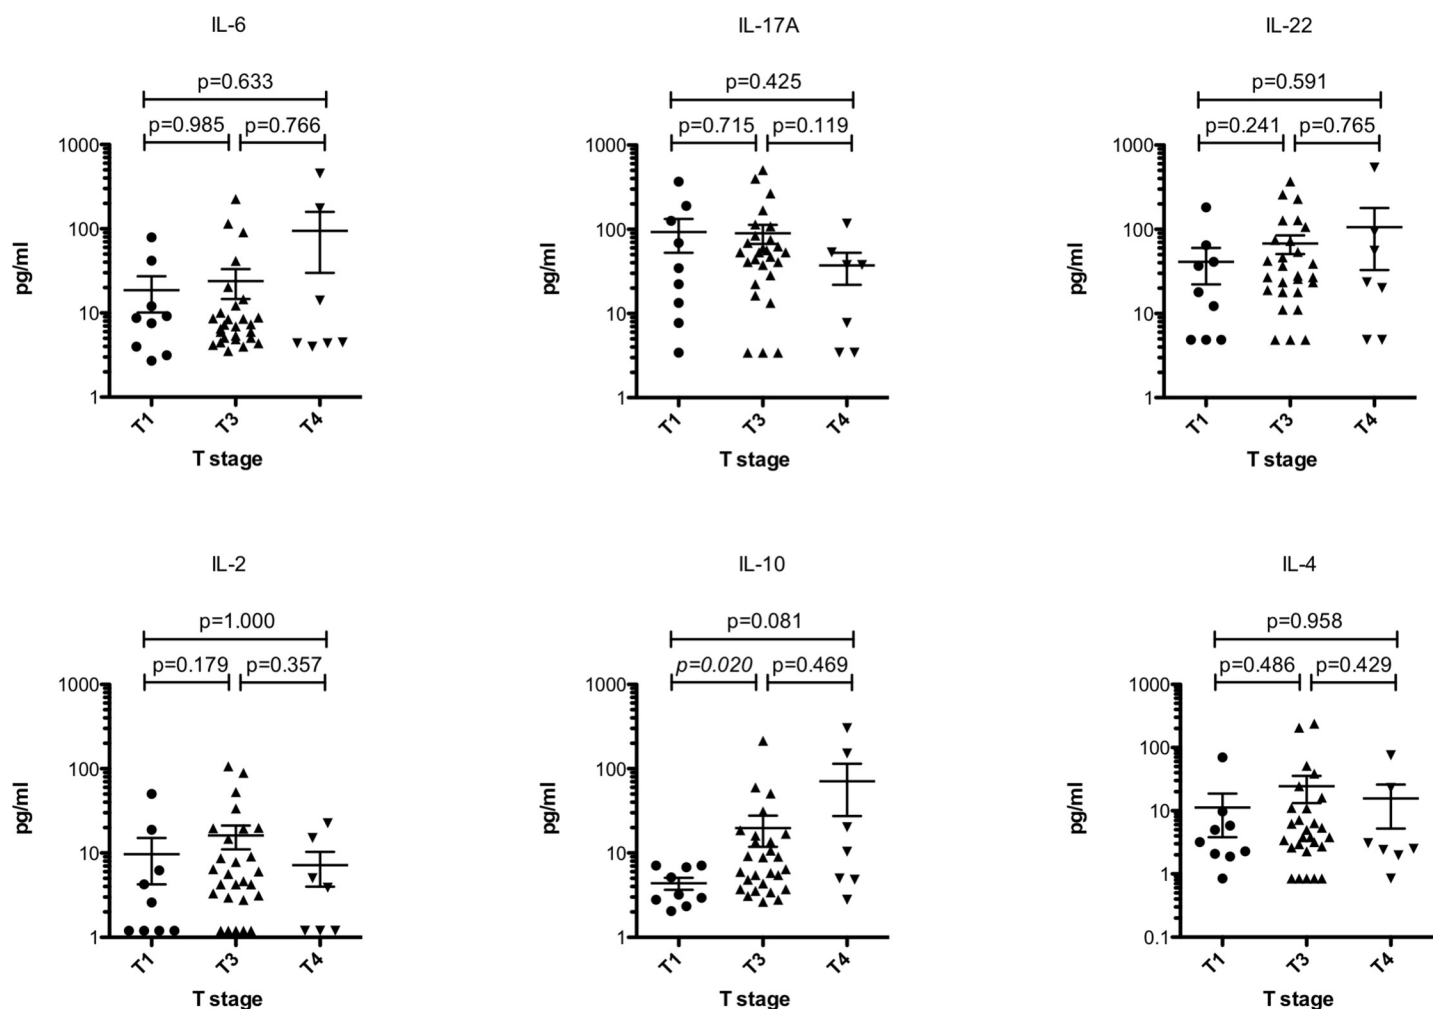 IL-6
p=0.633
p=0.985 p=0.766
1000
100
10
1
pg/ml
T1 T3 T4
T stage
IL-17A
p=0.425
p=0.715 p=0.119
1000
100
10
1
pg/ml
T1 T3 T4
T stage
IL-22
p=0.591
p=0.241 p=0.765
1000
100
10
1
pg/ml
T1 T3 T4
T stage
IL-2
p=1.000
p=0.179 p=0.357
1000
100
10
1
pg/ml
T1 T3 T4
T stage
IL-10
p=0.081
p=0.020 p=0.469
1000
100
10
1
pg/ml
T1 T3 T4
T stage
IL-4
p=0.958
p=0.486 p=0.429
1000
100
10
1
0.1
pg/ml
T1 T3 T4
T stage